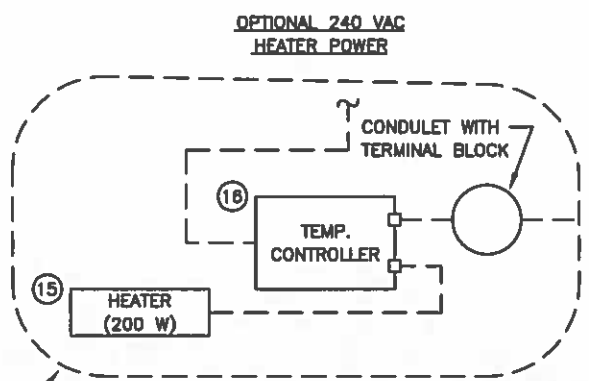 OPTIONAL 240 VAC
HEATER POWER
CONDULET WITH
TERMINAL BLOCK
16
TEMP.
CONTROLLER
15
HEATER
(200 W)